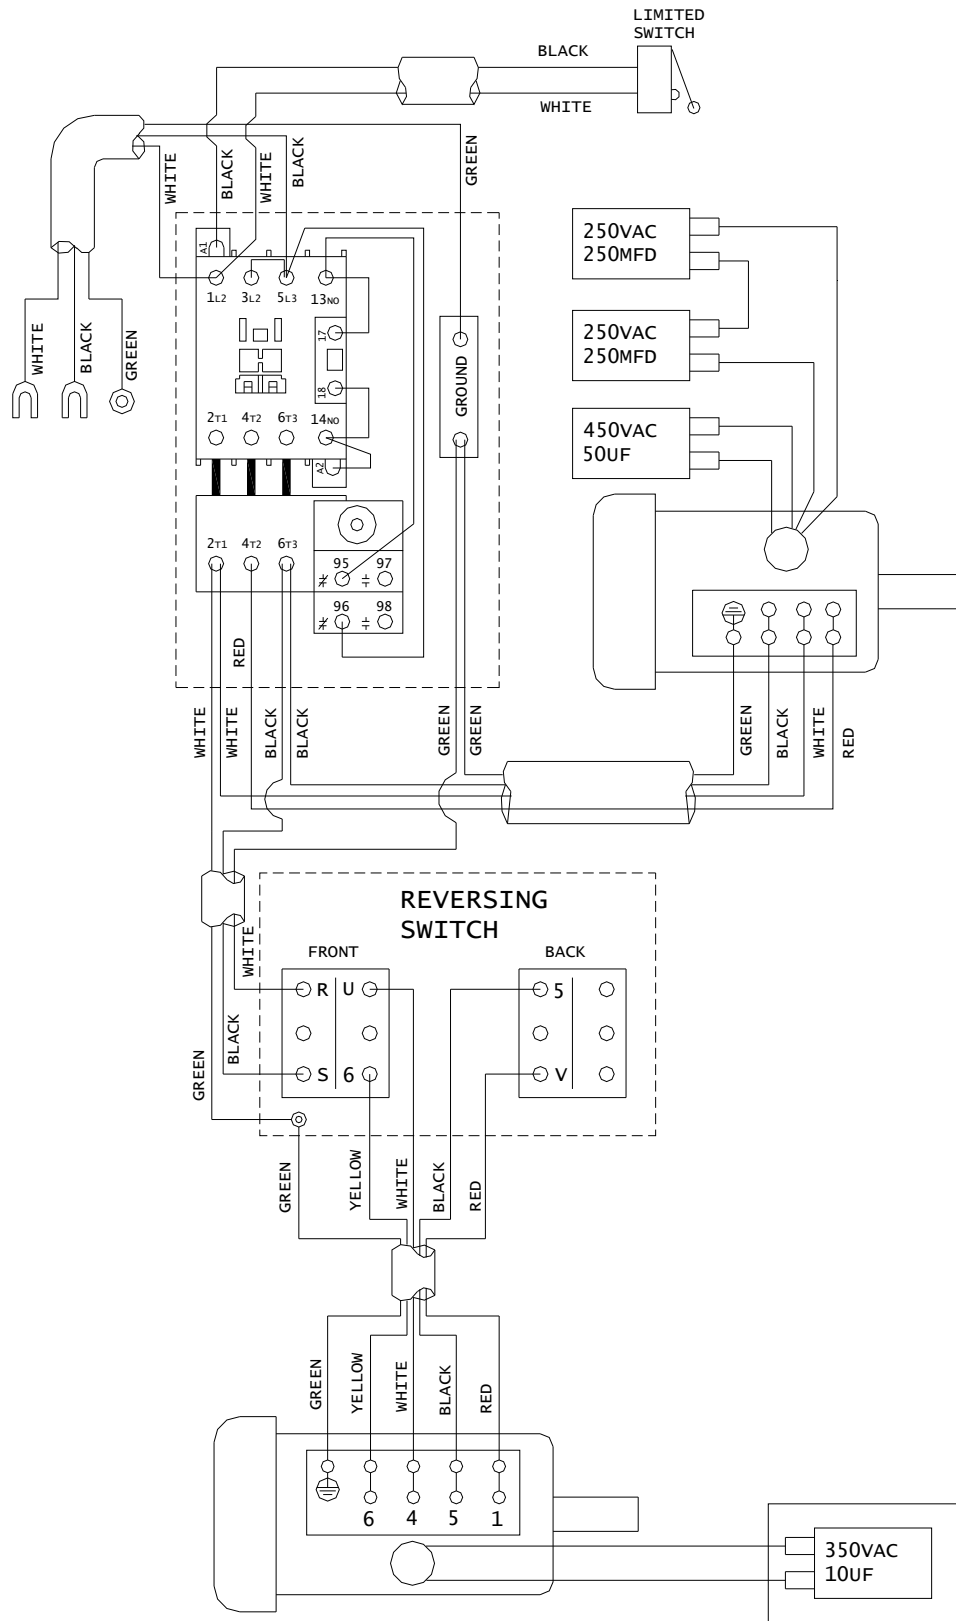 LIMITED
SWITCH
BLACK
WHITE
WHITE
BLACK
WHITE
BLACK
GREEN
A1
1L2 3L2 5L3 13NO
250VAC
250MFD
250VAC
250MFD
450VAC
50UF
WHITE
BLACK
GREEN
17
18
GROUND
2T1 4T2 6T3 14NO
A2
2T1 4T2 6T3
95 97
96 98
RED
WHITE
WHITE
BLACK
BLACK
GREEN
GREEN
GREEN
BLACK
WHITE
RED
REVERSING
SWITCH
FRONT
BACK
WHITE
BLACK
GREEN
R U
S 6
5
V
GREEN
YELLOW
WHITE
BLACK
RED
GREEN
YELLOW
WHITE
BLACK
RED
6 4 5 1
350VAC
10UF